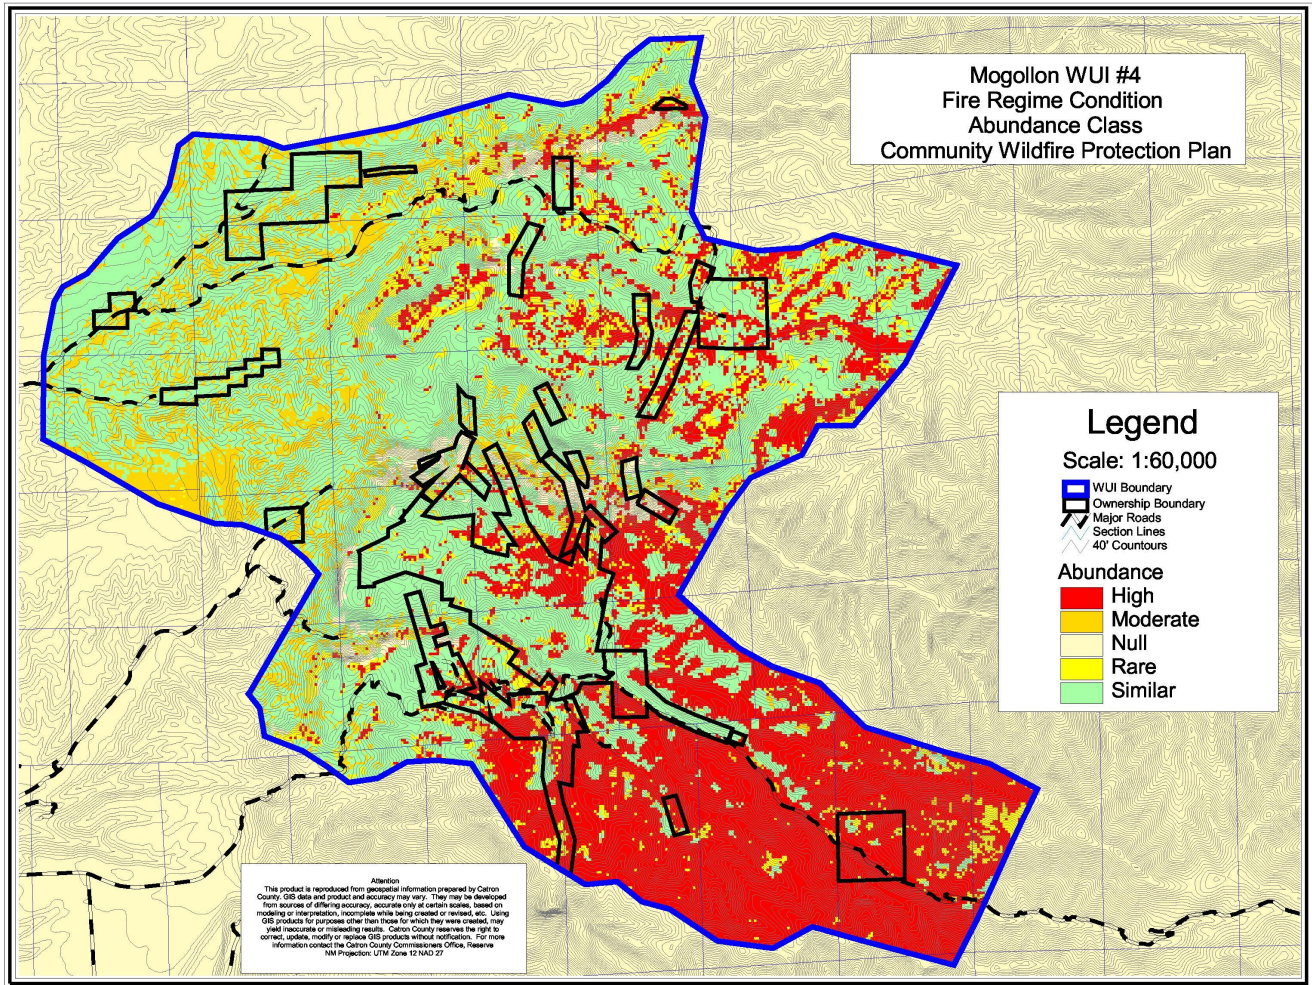 Mogollon WUI #4
Fire Regime Condition
Abundance Class
Community Wildfire Protection Plan
Legend
Scale: 1:60,000
WUI Boundary
Ownership Boundary
Major Roads
Section Lines
40' Countours
Abundance
High
Moderate
Null
Rare
Similar
Attention
This product is reproduced from geospatial information prepared by Catron
County. GIS data and product and accuracy may vary. They may be developed
from sources of differing accuracy, accurate only at certain scales, based on
modeling or interpretation, incomplete while being created or revised, etc. Using
GIS products for purposes other than those for which they were created, may
yield inaccurate or misleading results. Catron County reserves the right to
correct, update, modify or replace GIS products without notification. For more
information contact the Catron County Commissioners Office, Reserve
NM Projection: UTM Zone 12 NAD 27